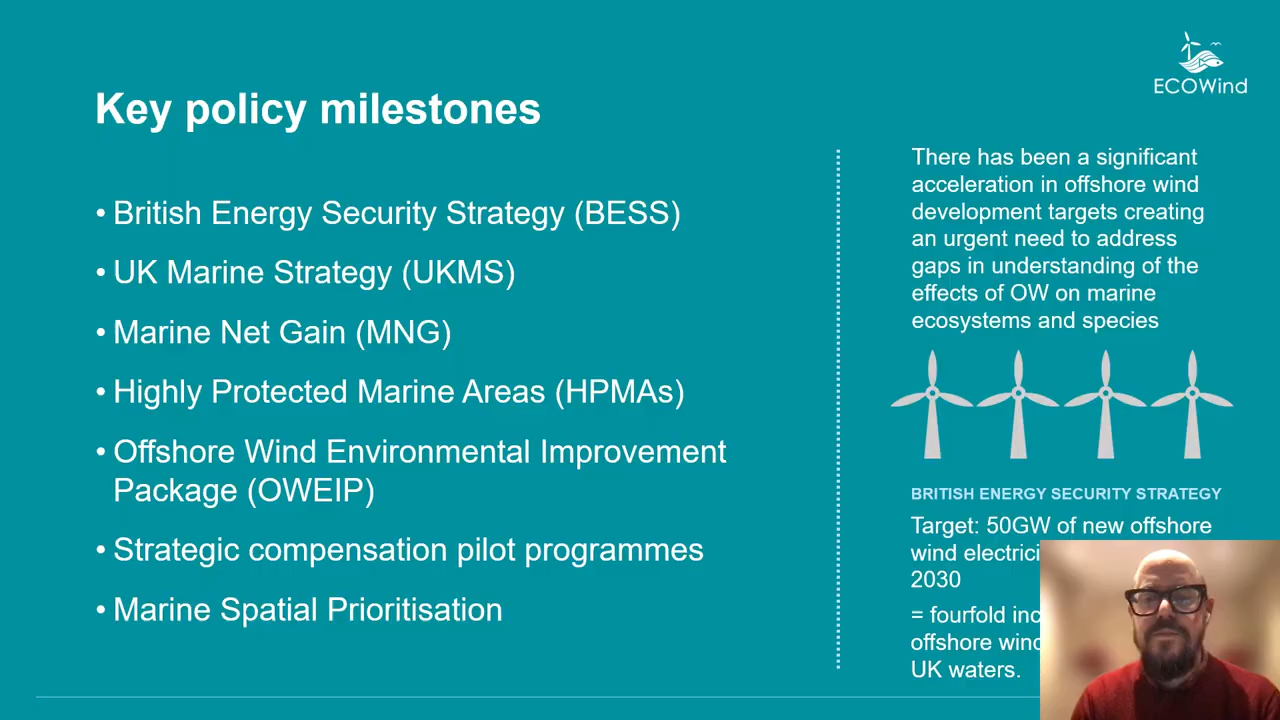 ECOWind
Key policy milestones
• British Energy Security Strategy (BESS)
• UK Marine Strategy (UKMS)
• Marine Net Gain (MNG)
• Highly Protected Marine Areas (HPMAs)
• Offshore Wind Environmental Improvement
Package (OWEIP)
• Strategic compensation pilot programmes
• Marine Spatial Prioritisation
There has been a significant
acceleration in offshore wind
development targets creating
an urgent need to address
gaps in understanding of the
effects of OW on marine
ecosystems and species
BRITISH ENERGY SECURITY STRATEGY
Target: 50GW of new offshore
wind
2030
= fourfold
offshore
UK waters.